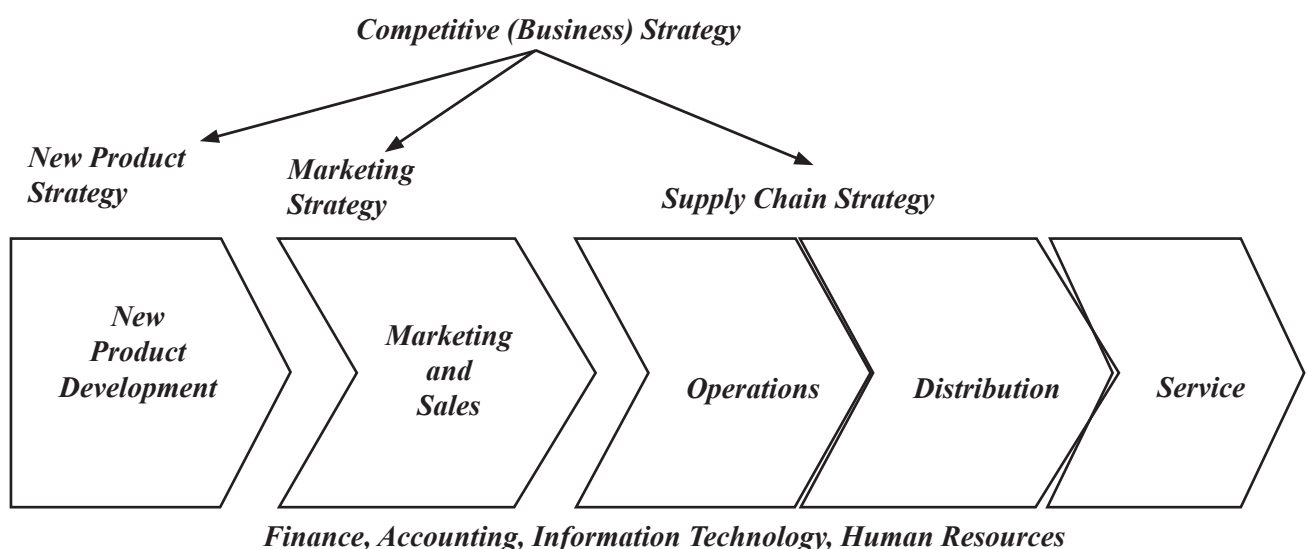 Competitive (Business) Strategy
New Product
Strategy
Marketing
Strategy
Supply Chain Strategy
New
Product
Development
Marketing
and
Sales
Operations
Distribution
Service
Finance, Accounting, Information Technology, Human Resources